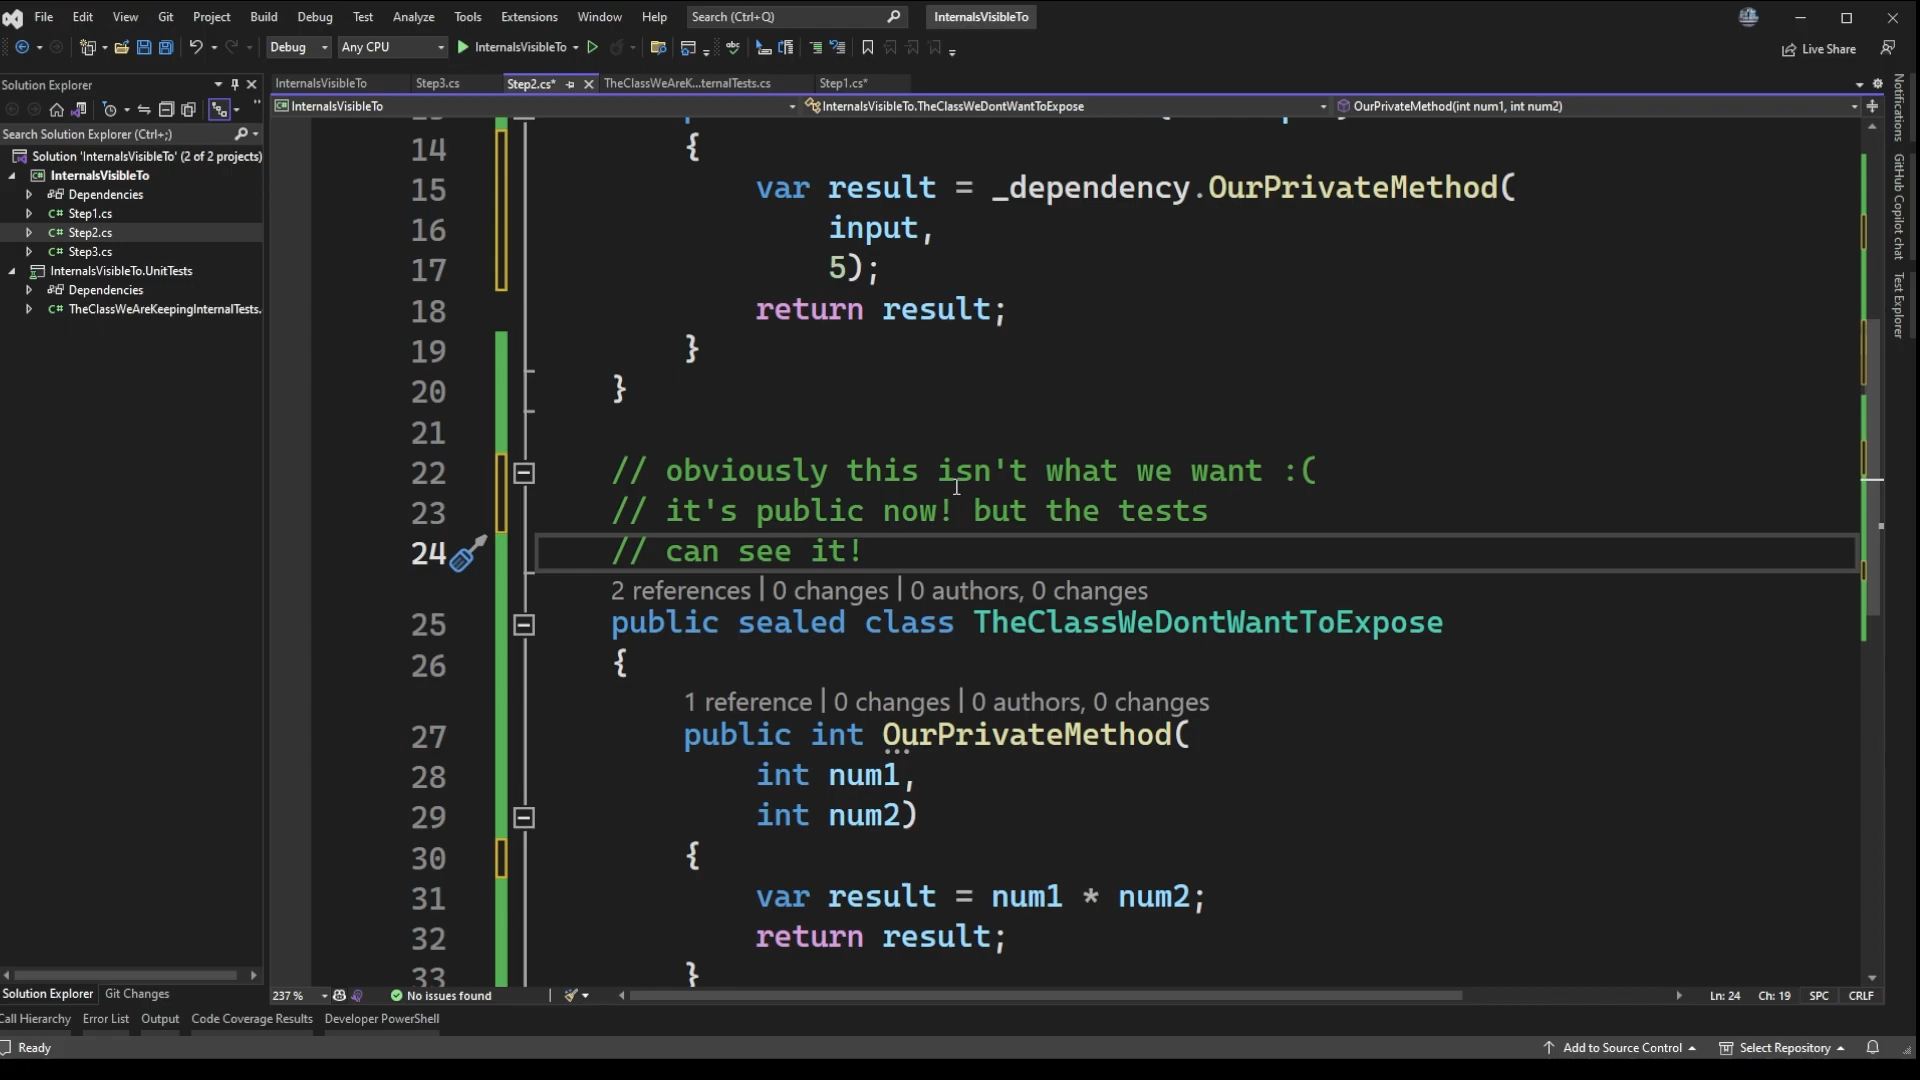 File Edit View Git Project Build Debug Test Analyze Tools Extensions Window Help Search (Ctrl+Q) InternalsVisibleTo
Debug Any CPU InternalsVisibleTo Live Share
Solution Explorer
Search Solution Explorer (Ctrl+;)
Solution 'InternalsVisibleTo' (2 of 2 projects)
InternalsVisibleTo
Dependencies
C# Step1.cs
C# Step2.cs
C# Step3.cs
InternalsVisibleTo.UnitTests
Dependencies
C# TheClassWeAreKeepingInternalTests.
InternalsVisibleTo Step3.cs Step2.cs* TheClassWeAreK...ternalTests.cs Step1.cs*
InternalsVisibleTo InternalsVisibleTo.TheClassWeDontWantToExpose OurPrivateMethod(int num1, int num2)
14 {
15 var result = _dependency.OurPrivateMethod(
16 input,
17 5);
18 return result;
19 }
20 }
21
22 // obviously this isn't what we want :(
23 // it's public now! but the tests
24 // can see it!
2 references | 0 changes | 0 authors, 0 changes
25 public sealed class TheClassWeDontWantToExpose
26 {
1 reference | 0 changes | 0 authors, 0 changes
27 public int OurPrivateMethod(
28 int num1,
29 int num2)
30 {
31 var result = num1 * num2;
32 return result;
33 }
Notifications
GitHub Copilot chat
Test Explorer
237 % No issues found Ln: 24 Ch: 19 SPC CRLF
Solution Explorer Git Changes
Call Hierarchy Error List Output Code Coverage Results Developer PowerShell
Ready Add to Source Control Select Repository